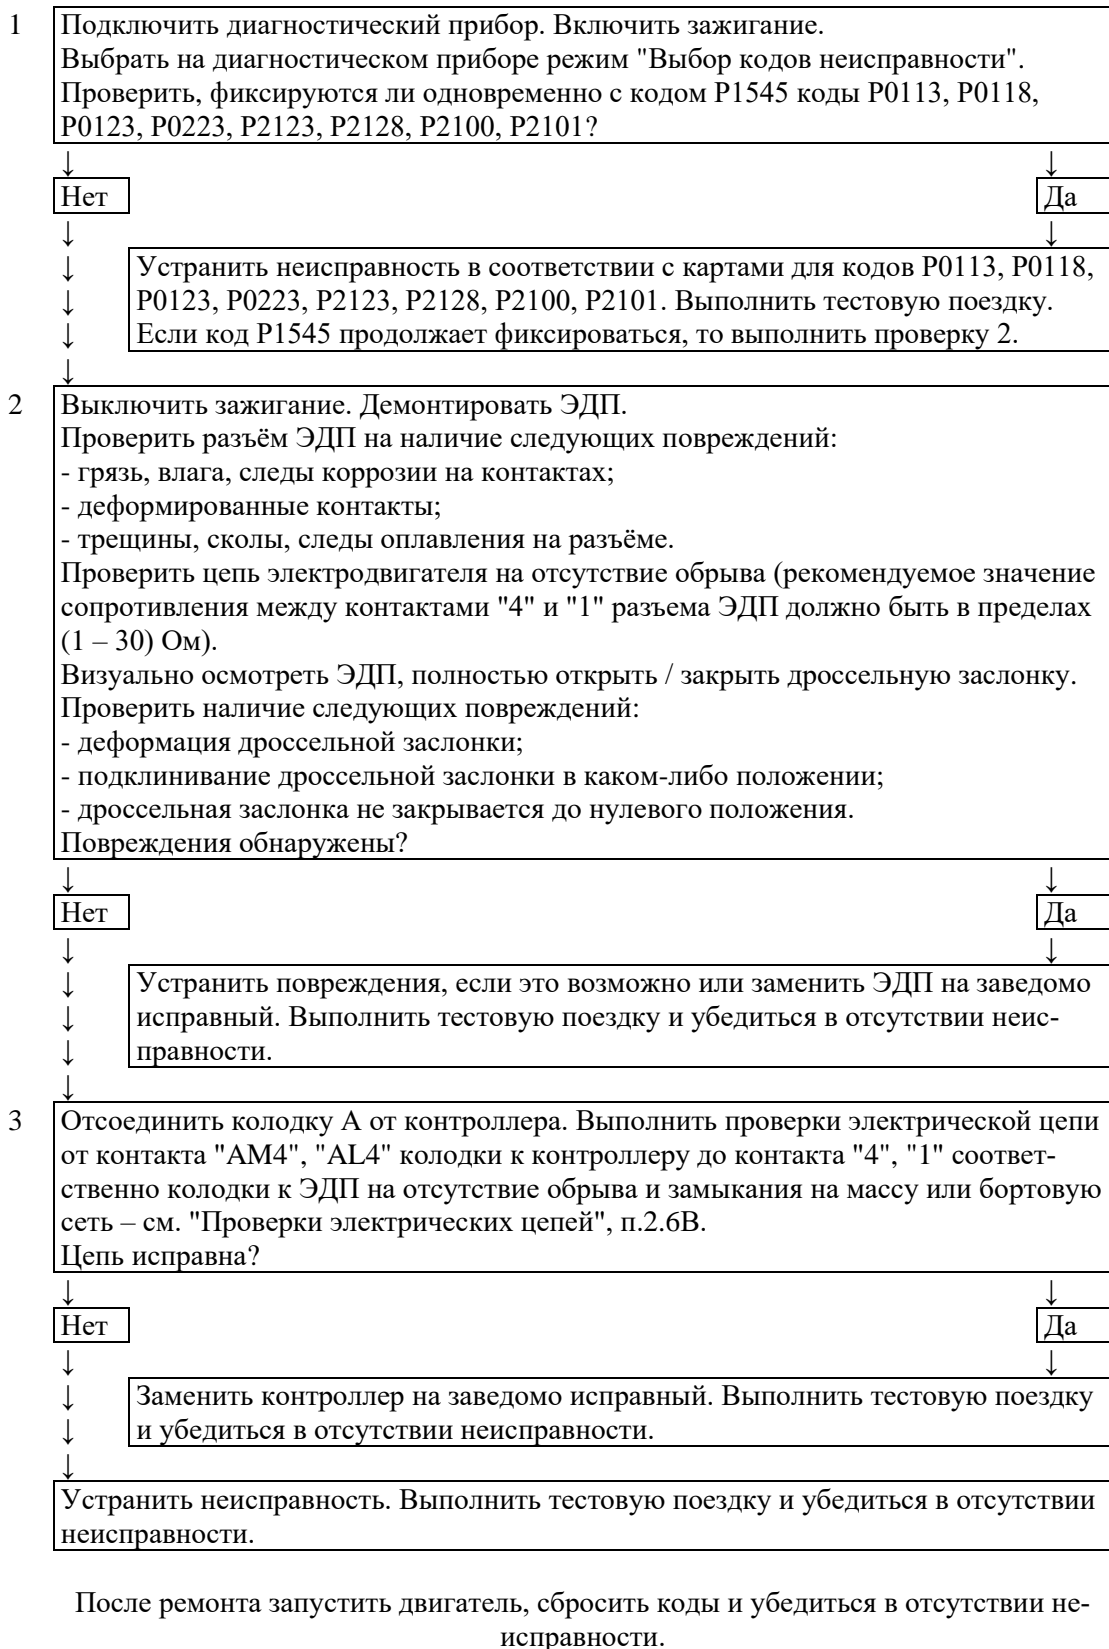 1 Подключить диагностический прибор. Включить зажигание.
Выбрать на диагностическом приборе режим "Выбор кодов неисправности".
Проверить, фиксируются ли одновременно с кодом P1545 коды P0113, P0118,
P0123, P0223, P2123, P2128, P2100, P2101?
↓ ↓
Нет Да
↓ ↓
↓ Устранить неисправность в соответствии с картами для кодов P0113, P0118,
↓ P0123, P0223, P2123, P2128, P2100, P2101. Выполнить тестовую поездку.
↓ Если код P1545 продолжает фиксироваться, то выполнить проверку 2.
↓
2 Выключить зажигание. Демонтировать ЭДП.
Проверить разъём ЭДП на наличие следующих повреждений:
- грязь, влага, следы коррозии на контактах;
- деформированные контакты;
- трещины, сколы, следы оплавления на разъёме.
Проверить цепь электродвигателя на отсутствие обрыва (рекомендуемое значение
сопротивления между контактами "4" и "1" разъема ЭДП должно быть в пределах
(1 – 30) Ом).
Визуально осмотреть ЭДП, полностью открыть / закрыть дроссельную заслонку.
Проверить наличие следующих повреждений:
- деформация дроссельной заслонки;
- подклинивание дроссельной заслонки в каком-либо положении;
- дроссельная заслонка не закрывается до нулевого положения.
Повреждения обнаружены?
↓ ↓
Нет Да
↓ ↓
↓ Устранить повреждения, если это возможно или заменить ЭДП на заведомо
↓ исправный. Выполнить тестовую поездку и убедиться в отсутствии неис-
↓ правности.
↓
3 Отсоединить колодку А от контроллера. Выполнить проверки электрической цепи
от контакта "AM4", "AL4" колодки к контроллеру до контакта "4", "1" соответ-
ственно колодки к ЭДП на отсутствие обрыва и замыкания на массу или бортовую
сеть – см. "Проверки электрических цепей", п.2.6В.
Цепь исправна?
↓ ↓
Нет Да
↓ ↓
↓ Заменить контроллер на заведомо исправный. Выполнить тестовую поездку
↓ и убедиться в отсутствии неисправности.
↓
Устранить неисправность. Выполнить тестовую поездку и убедиться в отсутствии
неисправности.
После ремонта запустить двигатель, сбросить коды и убедиться в отсутствии не-
исправности.